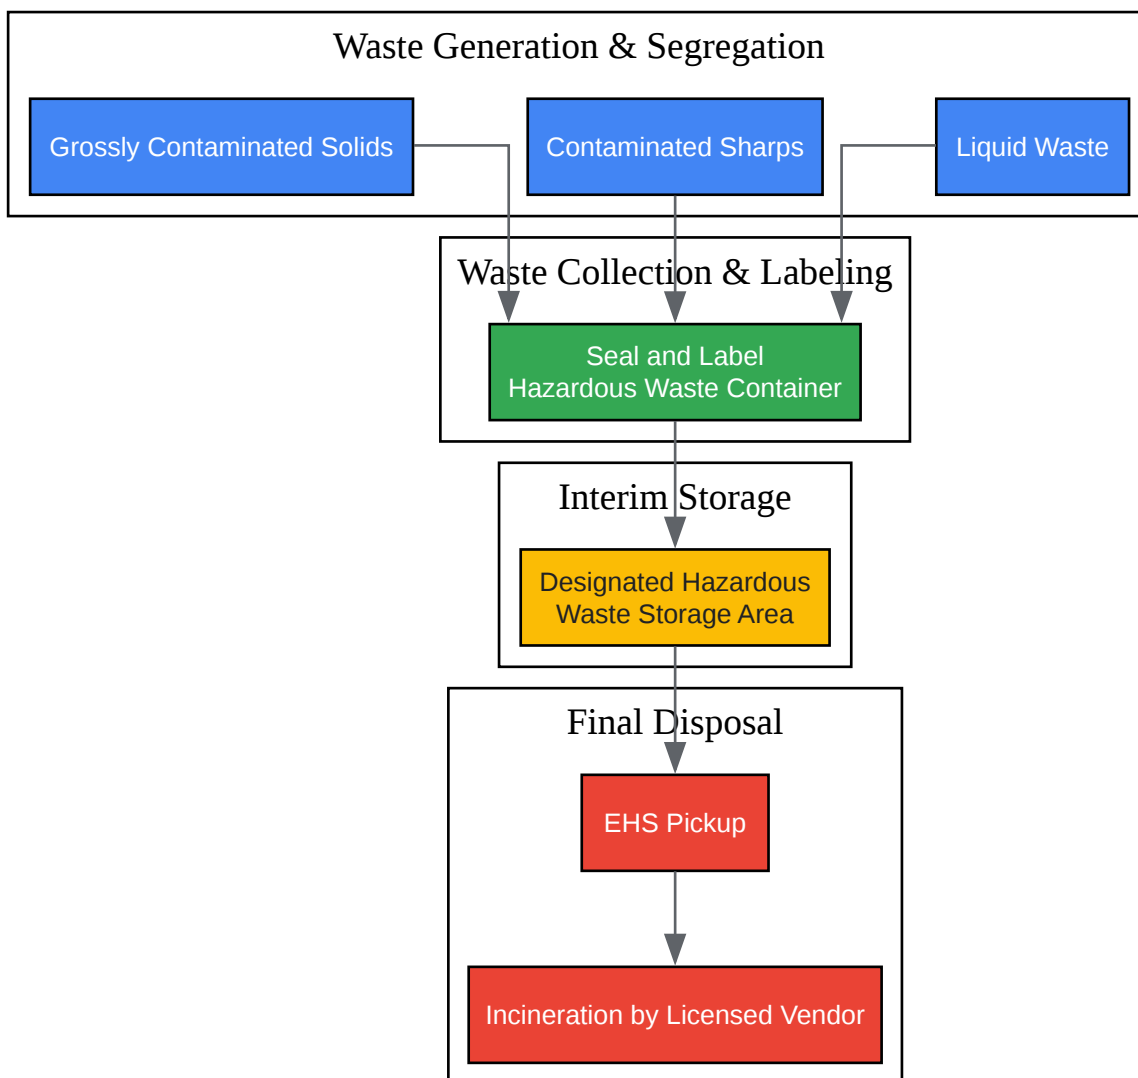 Waste Generation & Segregation
Grossly Contaminated Solids
Contaminated Sharps
Liquid Waste
Waste Collection & Labeling
Seal and Label
Hazardous Waste Container
Interim Storage
Designated Hazardous
Waste Storage Area
Final Disposal
EHS Pickup
Incineration by Licensed Vendor